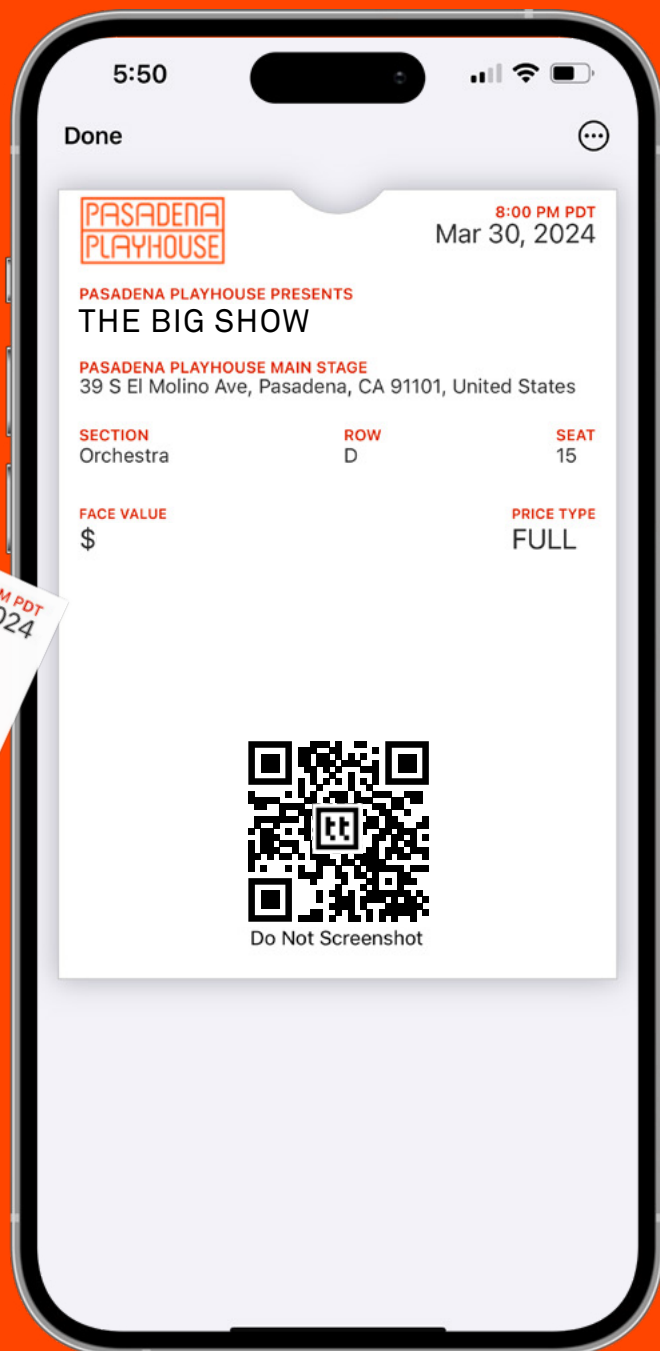 5:50
Done
PASADENA
PLAYHOUSE
8:00 PM PDT
Mar 30, 2024
PASADENA PLAYHOUSE PRESENTS
THE BIG SHOW
PASADENA PLAYHOUSE MAIN STAGE
39 S El Molino Ave, Pasadena, CA 91101, United States
SECTION ROW SEAT
Orchestra D 15
FACE VALUE PRICE TYPE
$ FULL
M PDT
024
tt
Do Not Screenshot